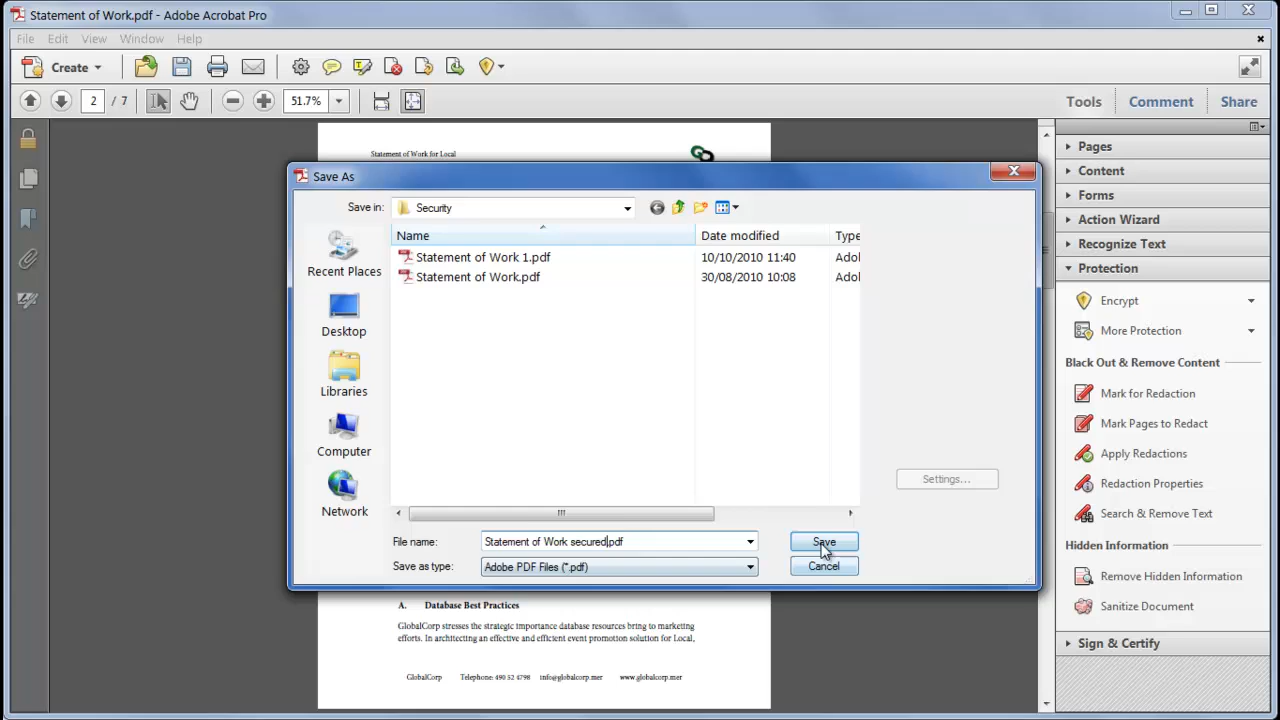 Statement of Work.pdf - Adobe Acrobat Pro
File Edit View Window Help
Create
2 / 7 51.7% Tools Comment Share
Statement of Work for Local
Save As
Save in: Security
Name Date modified Type
Statement of Work 1.pdf 10/10/2010 11:40 Adol
Statement of Work.pdf 30/08/2010 10:08 Adol
Recent Places
Desktop
Libraries
Computer
Network
Settings...
File name: Statement of Work secured.pdf Save
Save as type: Adobe PDF Files (*.pdf) Cancel
A. Database Best Practices
GlobalCorp stresses the strategic importance database resources bring to marketing
efforts. In architecting an effective and efficient event promotion solution for Local,
GlobalCorp Telephone: 490 52 4798 info@globalcorp.mer www.globalcorp.mer
Pages
Content
Forms
Action Wizard
Recognize Text
Protection
Encrypt
More Protection
Black Out & Remove Content
Mark for Redaction
Mark Pages to Redact
Apply Redactions
Redaction Properties
Search & Remove Text
Hidden Information
Remove Hidden Information
Sanitize Document
Sign & Certify